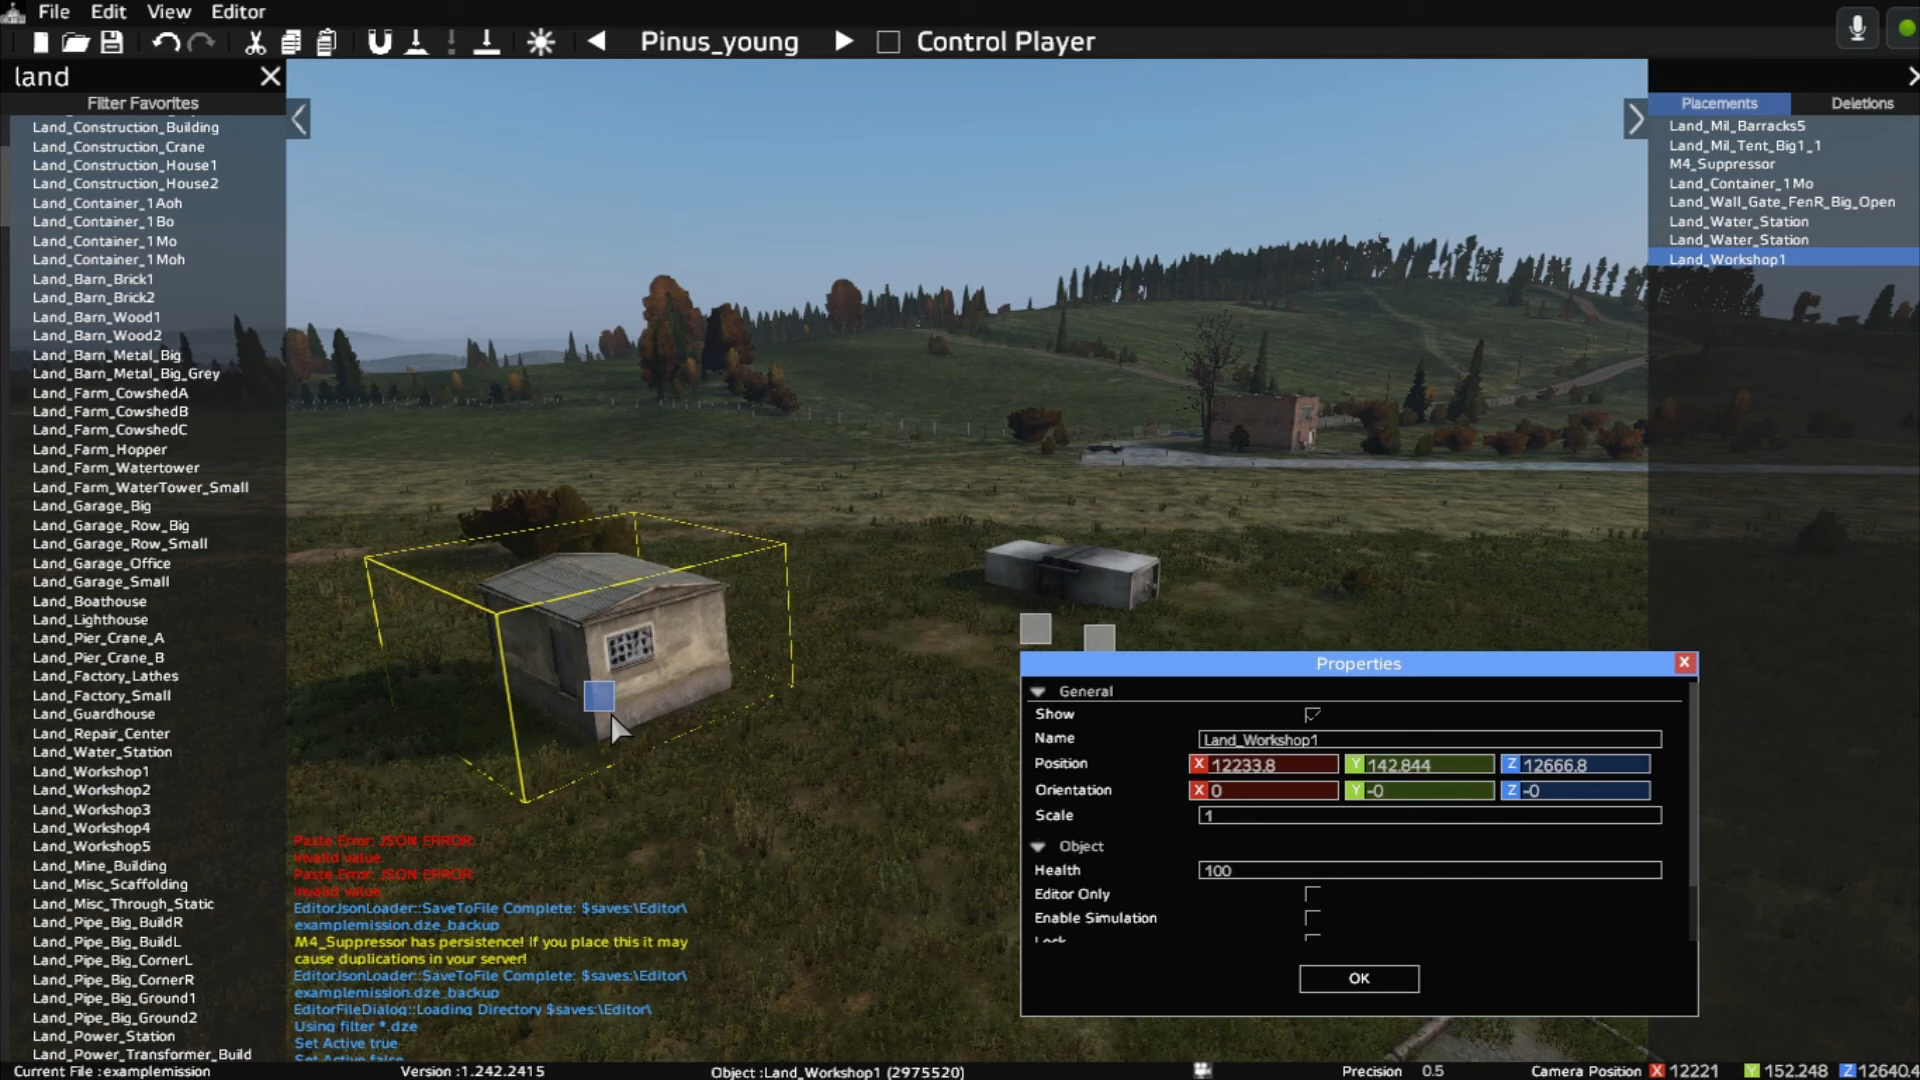 File Edit View Editor
Pinus_young Control Player
land
Filter Favorites
Land_Construction_Building
Land_Construction_Crane
Land_Construction_House1
Land_Construction_House2
Land_Container_1Aoh
Land_Container_1Bo
Land_Container_1Mo
Land_Container_1Moh
Land_Barn_Brick1
Land_Barn_Brick2
Land_Barn_Wood1
Land_Barn_Wood2
Land_Barn_Metal_Big
Land_Barn_Metal_Big_Grey
Land_Farm_CowshedA
Land_Farm_CowshedB
Land_Farm_CowshedC
Land_Farm_Hopper
Land_Farm_Watertower
Land_Farm_WaterTower_Small
Land_Garage_Big
Land_Garage_Row_Big
Land_Garage_Row_Small
Land_Garage_Office
Land_Garage_Small
Land_Boathouse
Land_Lighthouse
Land_Pier_Crane_A
Land_Pier_Crane_B
Land_Factory_Lathes
Land_Factory_Small
Land_Guardhouse
Land_Repair_Center
Land_Water_Station
Land_Workshop1
Land_Workshop2
Land_Workshop3
Land_Workshop4
Land_Workshop5
Land_Mine_Building
Land_Misc_Scaffolding
Land_Misc_Through_Static
Land_Pipe_Big_BuildR
Land_Pipe_Big_BuildL
Land_Pipe_Big_CornerL
Land_Pipe_Big_CornerR
Land_Pipe_Big_Ground1
Land_Pipe_Big_Ground2
Land_Power_Station
Land_Power_Transformer_Build
Placements Deletions
Land_Mil_Barracks5
Land_Mil_Tent_Big1_1
M4_Suppressor
Land_Container_1Mo
Land_Wall_Gate_FenR_Big_Open
Land_Water_Station
Land_Water_Station
Land_Workshop1
Paste Error: JSON ERROR:
Invalid value.
Paste Error: JSON ERROR:
Invalid value.
EditorJsonLoader::SaveToFile Complete: $saves:\Editor\
examplemission.dze_backup
M4_Suppressor has persistence! If you place this it may
cause duplications in your server!
EditorJsonLoader::SaveToFile Complete: $saves:\Editor\
examplemission.dze_backup
EditorFileDialog::Loading Directory $saves:\Editor\
Using filter *.dze
Set Active true
Set Active false
Properties X
General
Show
Name Land_Workshop1
Position X 12233.8 Y 142.844 Z 12666.8
Orientation X 0 Y -0 Z -0
Scale 1
Object
Health 100
Editor Only
Enable Simulation
Lock
OK
Current File :examplemission Version :1.242.2415 Object :Land_Workshop1 (2975520) Precision 0.5 Camera Position X 12221 Y 152.248 Z 12640.4